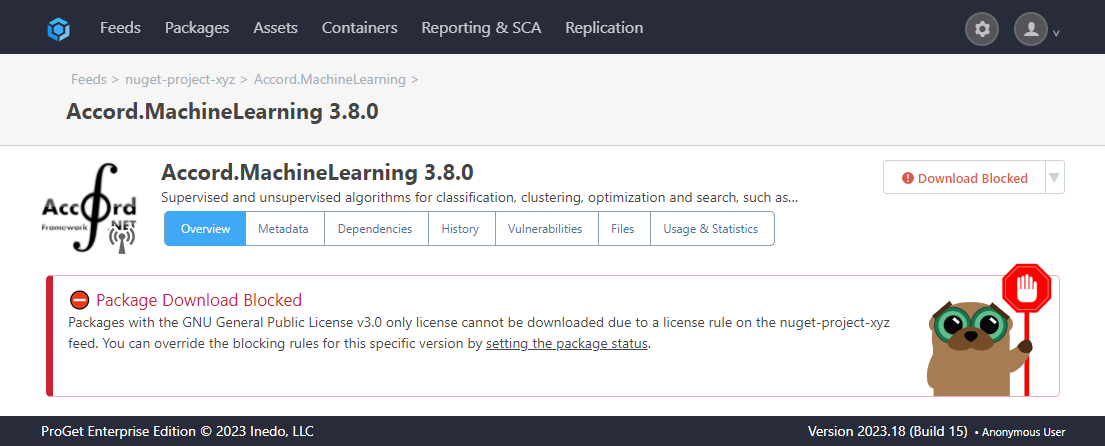 Feeds Packages Assets Containers Reporting & SCA Replication
Feeds > nuget-project-xyz > Accord.MachineLearning >
Accord.MachineLearning 3.8.0
Accord
Framework .NET
Accord.MachineLearning 3.8.0
Supervised and unsupervised algorithms for classification, clustering, optimization and search, such as...
Download Blocked
Overview Metadata Dependencies History Vulnerabilities Files Usage & Statistics
Package Download Blocked
Packages with the GNU General Public License v3.0 only license cannot be downloaded due to a license rule on the nuget-project-xyz
feed. You can override the blocking rules for this specific version by setting the package status.
ProGet Enterprise Edition © 2023 Inedo, LLC Version 2023.18 (Build 15) • Anonymous User